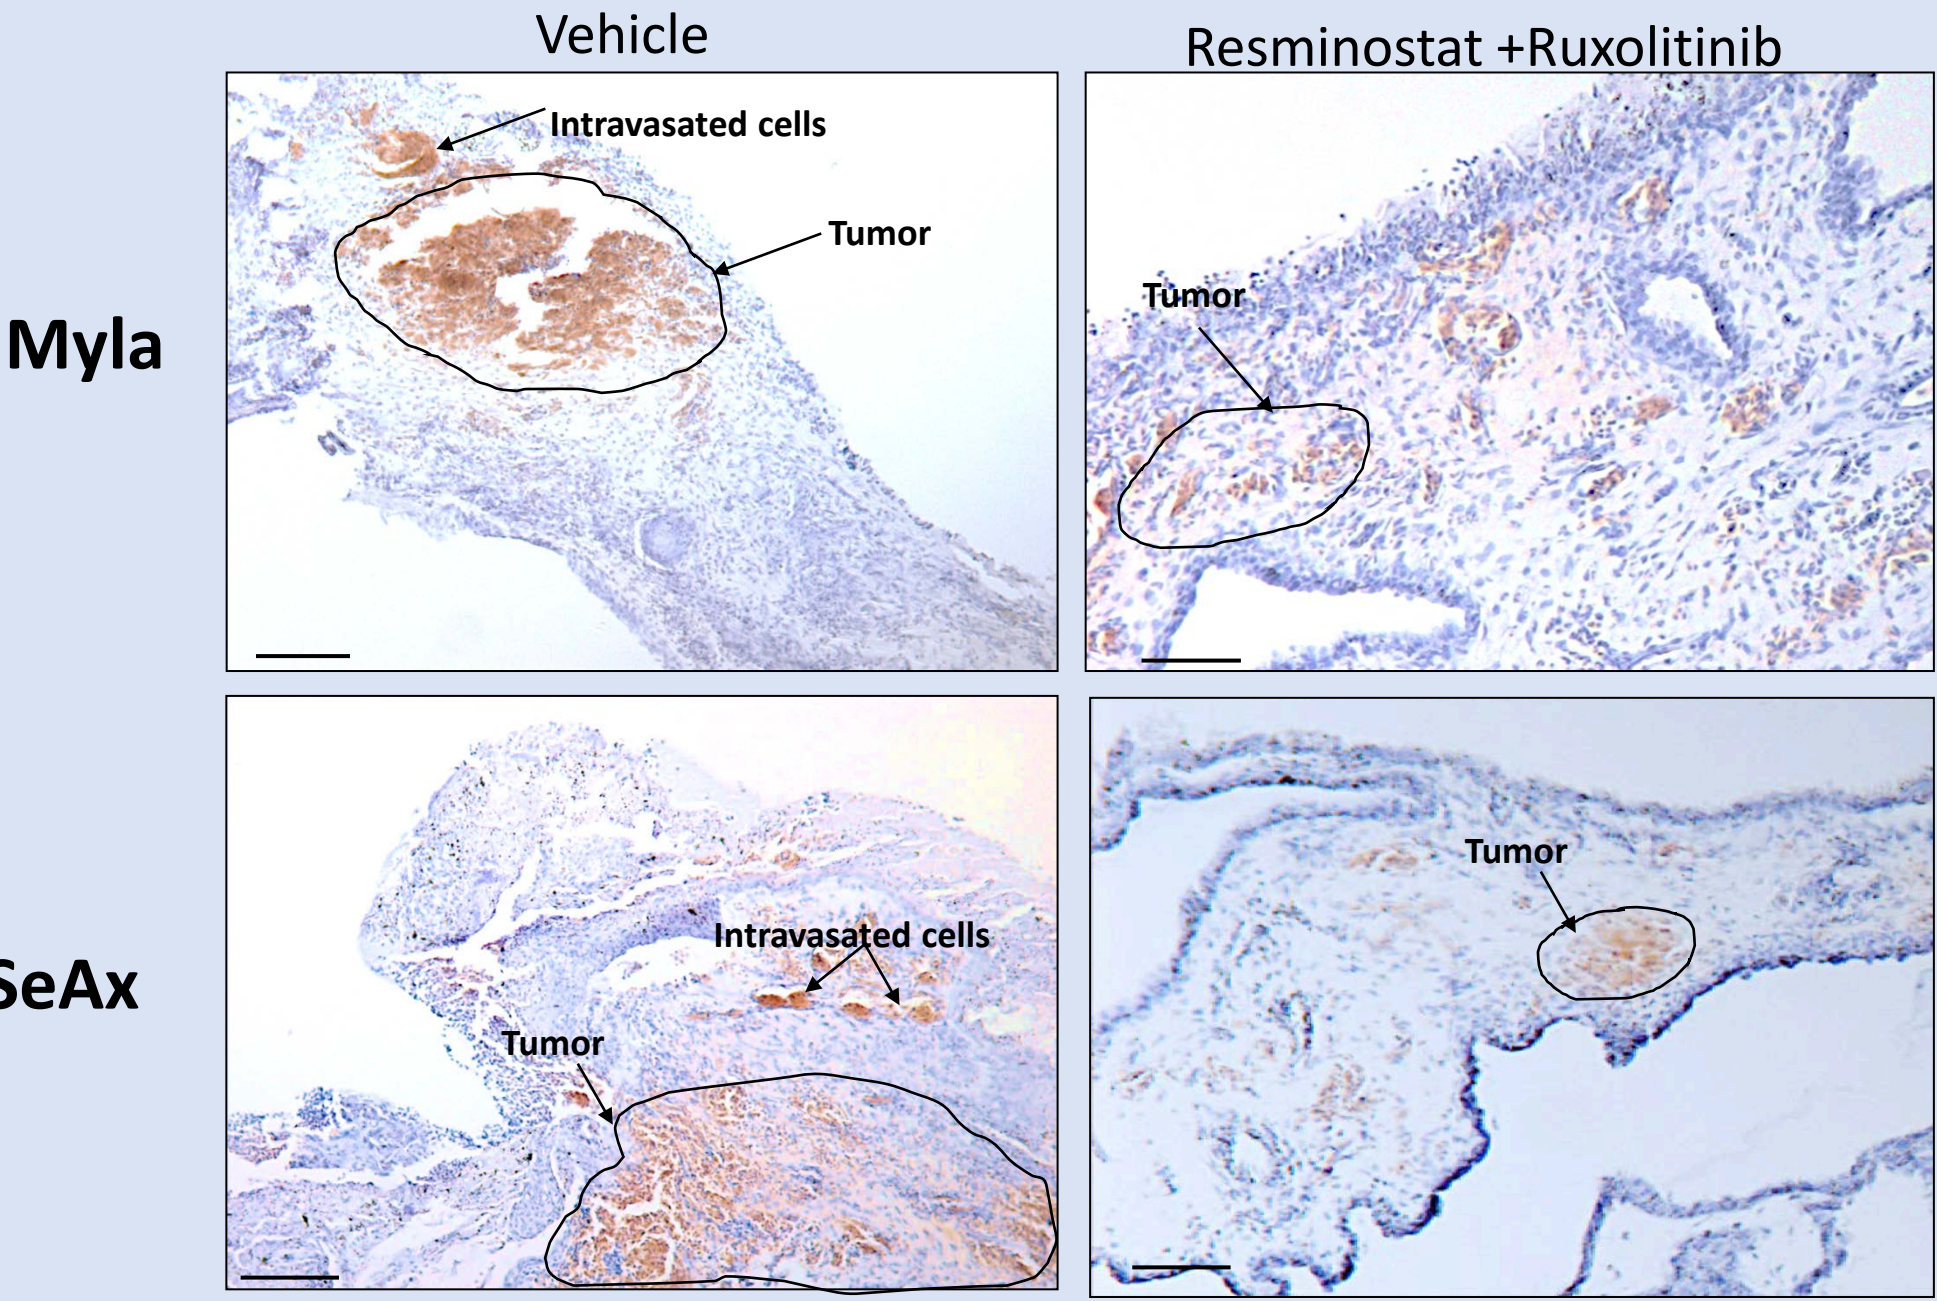 Vehicle
Resminostat +Ruxolitinib
Myla
Intravasated cells
Tumor
Tumor
SeAx
Intravasated cells
Tumor
Tumor